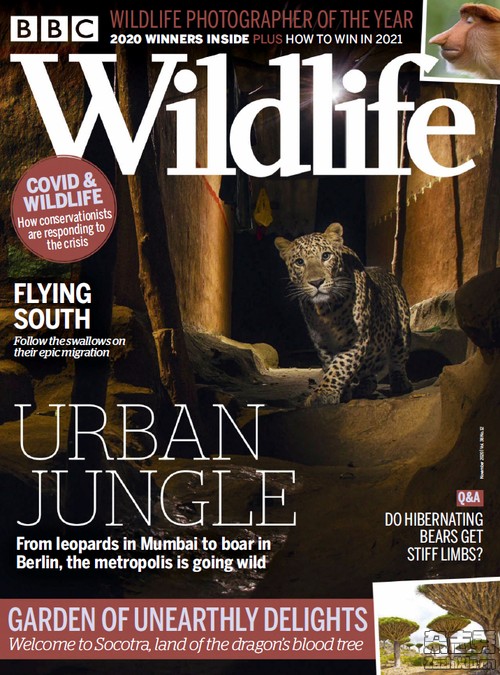 BBC
WILDLIFE PHOTOGRAPHER OF THE YEAR
2020 WINNERS INSIDE PLUS HOW TO WIN IN 2021
Wildlife
COVID &
WILDLIFE
How conservationists
are responding to
the crisis
FLYING
SOUTH
Follow the swallows on
their epic migration
URBAN
JUNGLE
From leopards in Mumbai to boar in
Berlin, the metropolis is going wild
Q&A
DO HIBERNATING
BEARS GET
STIFF LIMBS?
GARDEN OF UNEARTHLY DELIGHTS
Welcome to Socotra, land of the dragon's blood tree